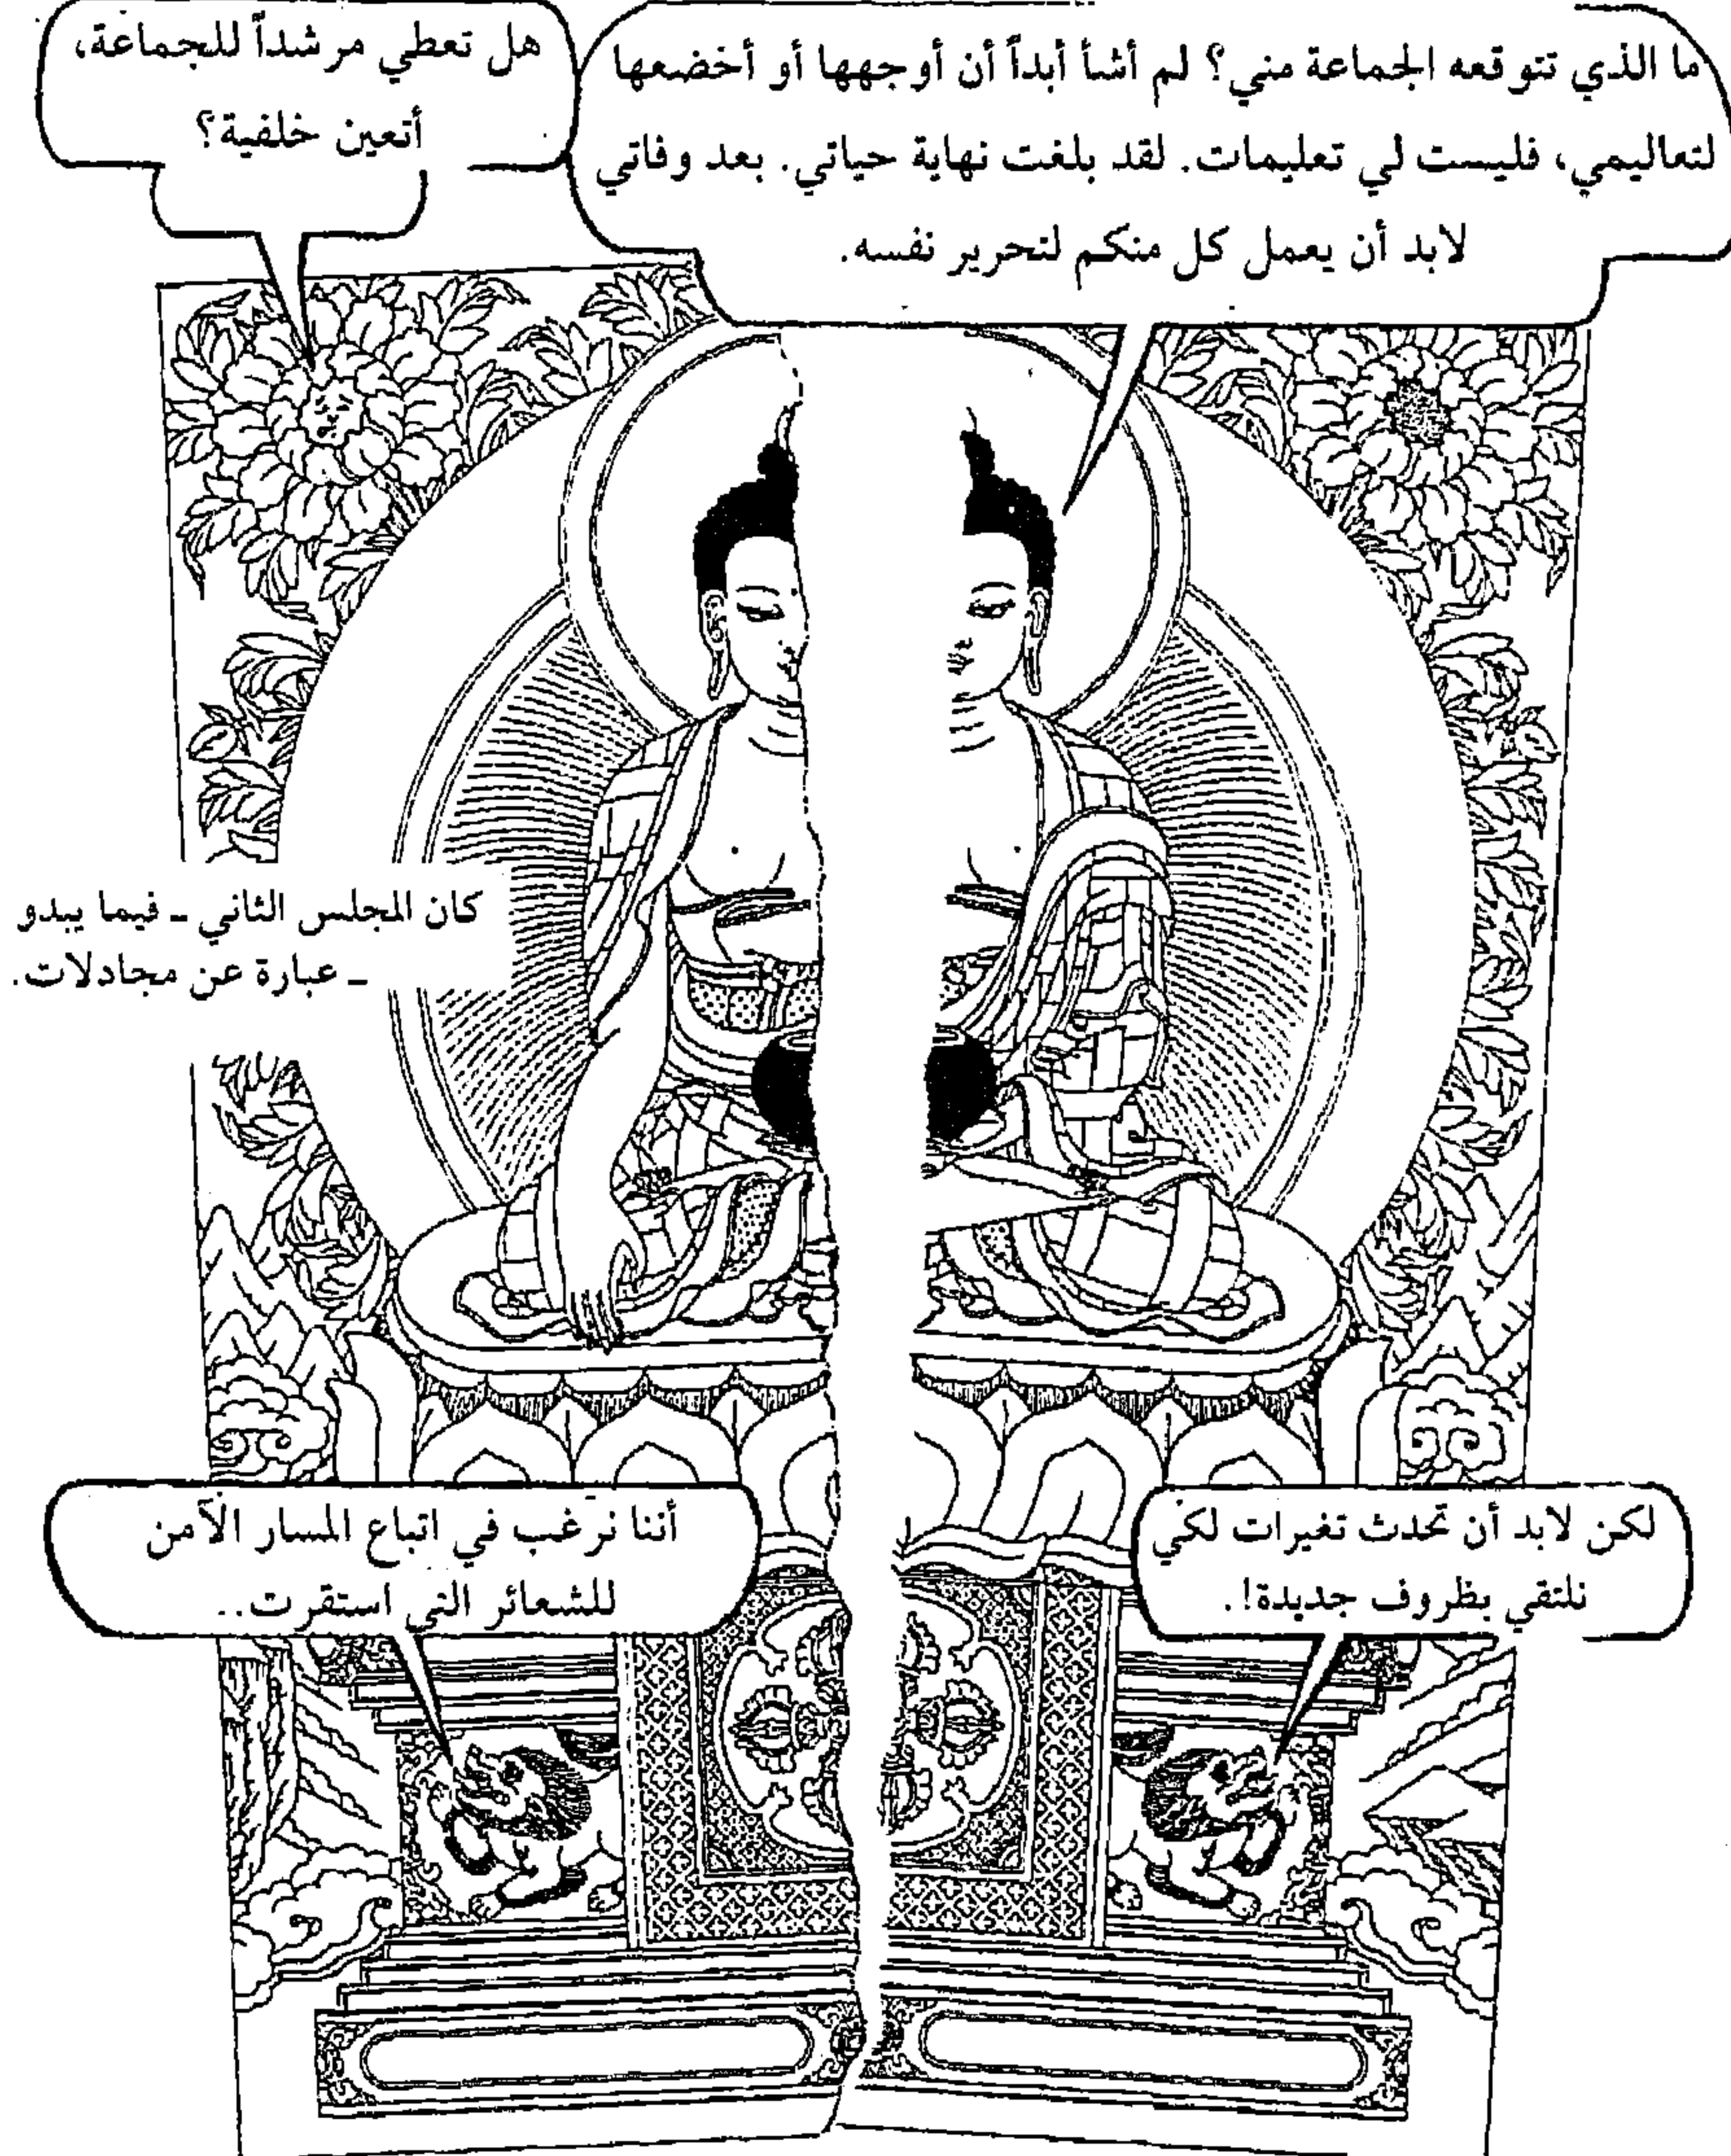 هل تعطي مرشداً للجماعة،
أتعين خلفية؟
ما الذي تتوقعه الجماعة مني؟ لم أشأ أبداً أن أوجهها أو أخضعها
لتعاليمي، فليست لي تعليمات. لقد بلغت نهاية حياتي. بعد وفاتي
لابد أن يعمل كل منكم لتحرير نفسه.
كان المجلس الثاني ـ فيما يبدو
ـ عبارة عن مجادلات.
أننا نرغب في اتباع المسار الآمن
للشعائر التي استقرت..
لكن لابد أن تحدث تغيرات لكي
نلتقي بظروف جديدة!.